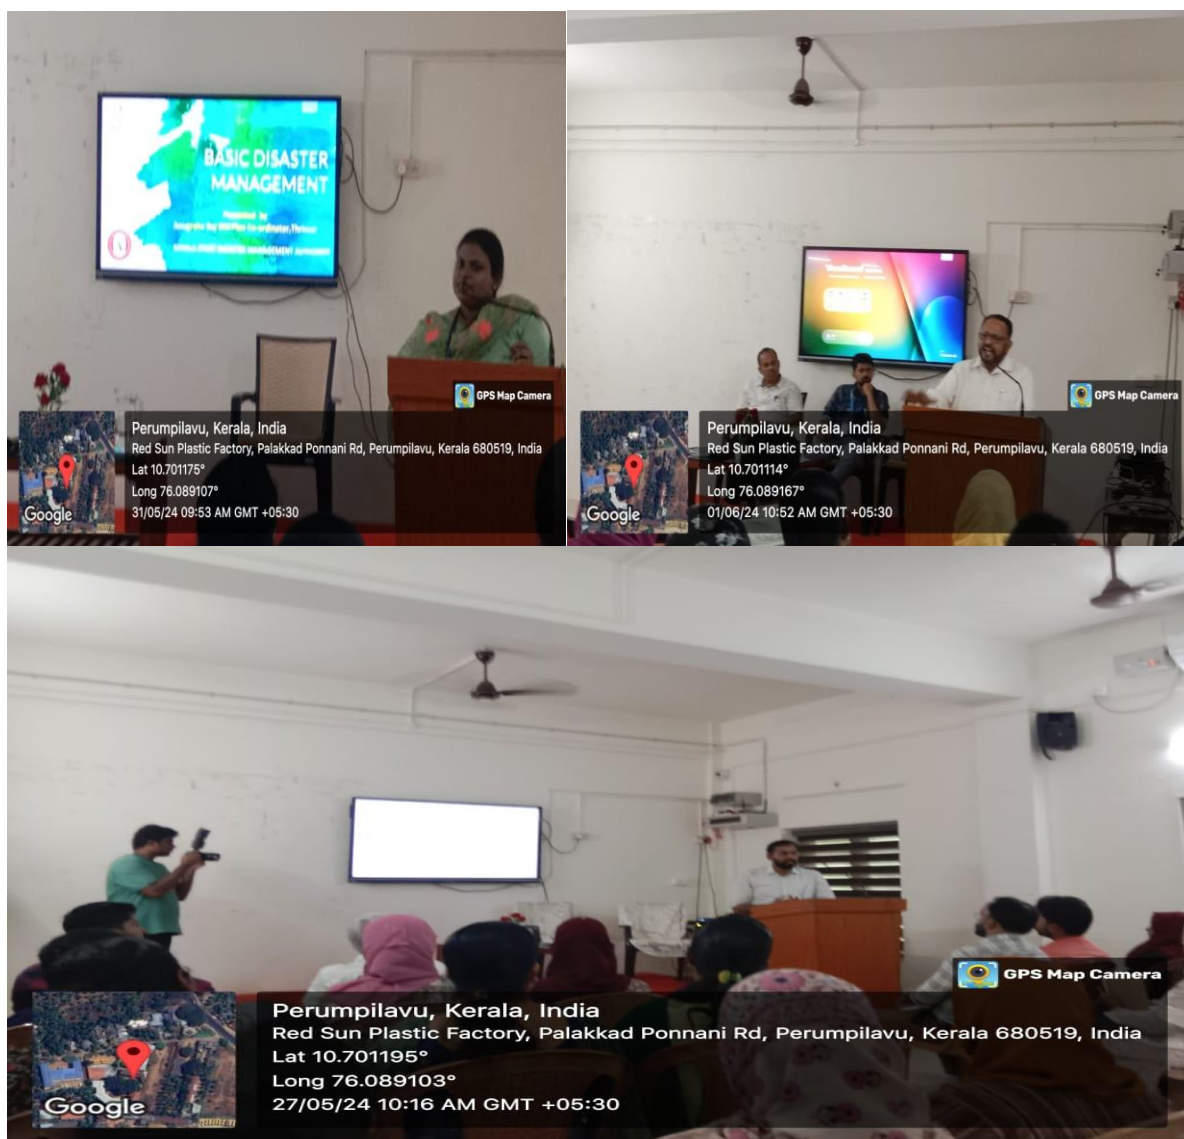 BASIC DISASTER
MANAGEMENT
Presented by
GPS Map Camera
Perumpilavu, Kerala, India
Red Sun Plastic Factory, Palakkad Ponnani Rd, Perumpilavu, Kerala 680519, India
Lat 10.701175°
Long 76.089107°
31/05/24 09:53 AM GMT +05:30
Google
GPS Map Camera
Perumpilavu, Kerala, India
Red Sun Plastic Factory, Palakkad Ponnani Rd, Perumpilavu, Kerala 680519, India
Lat 10.701114°
Long 76.089167°
01/06/24 10:52 AM GMT +05:30
Google
GPS Map Camera
Perumpilavu, Kerala, India
Red Sun Plastic Factory, Palakkad Ponnani Rd, Perumpilavu, Kerala 680519, India
Lat 10.701195°
Long 76.089103°
27/05/24 10:16 AM GMT +05:30
Google